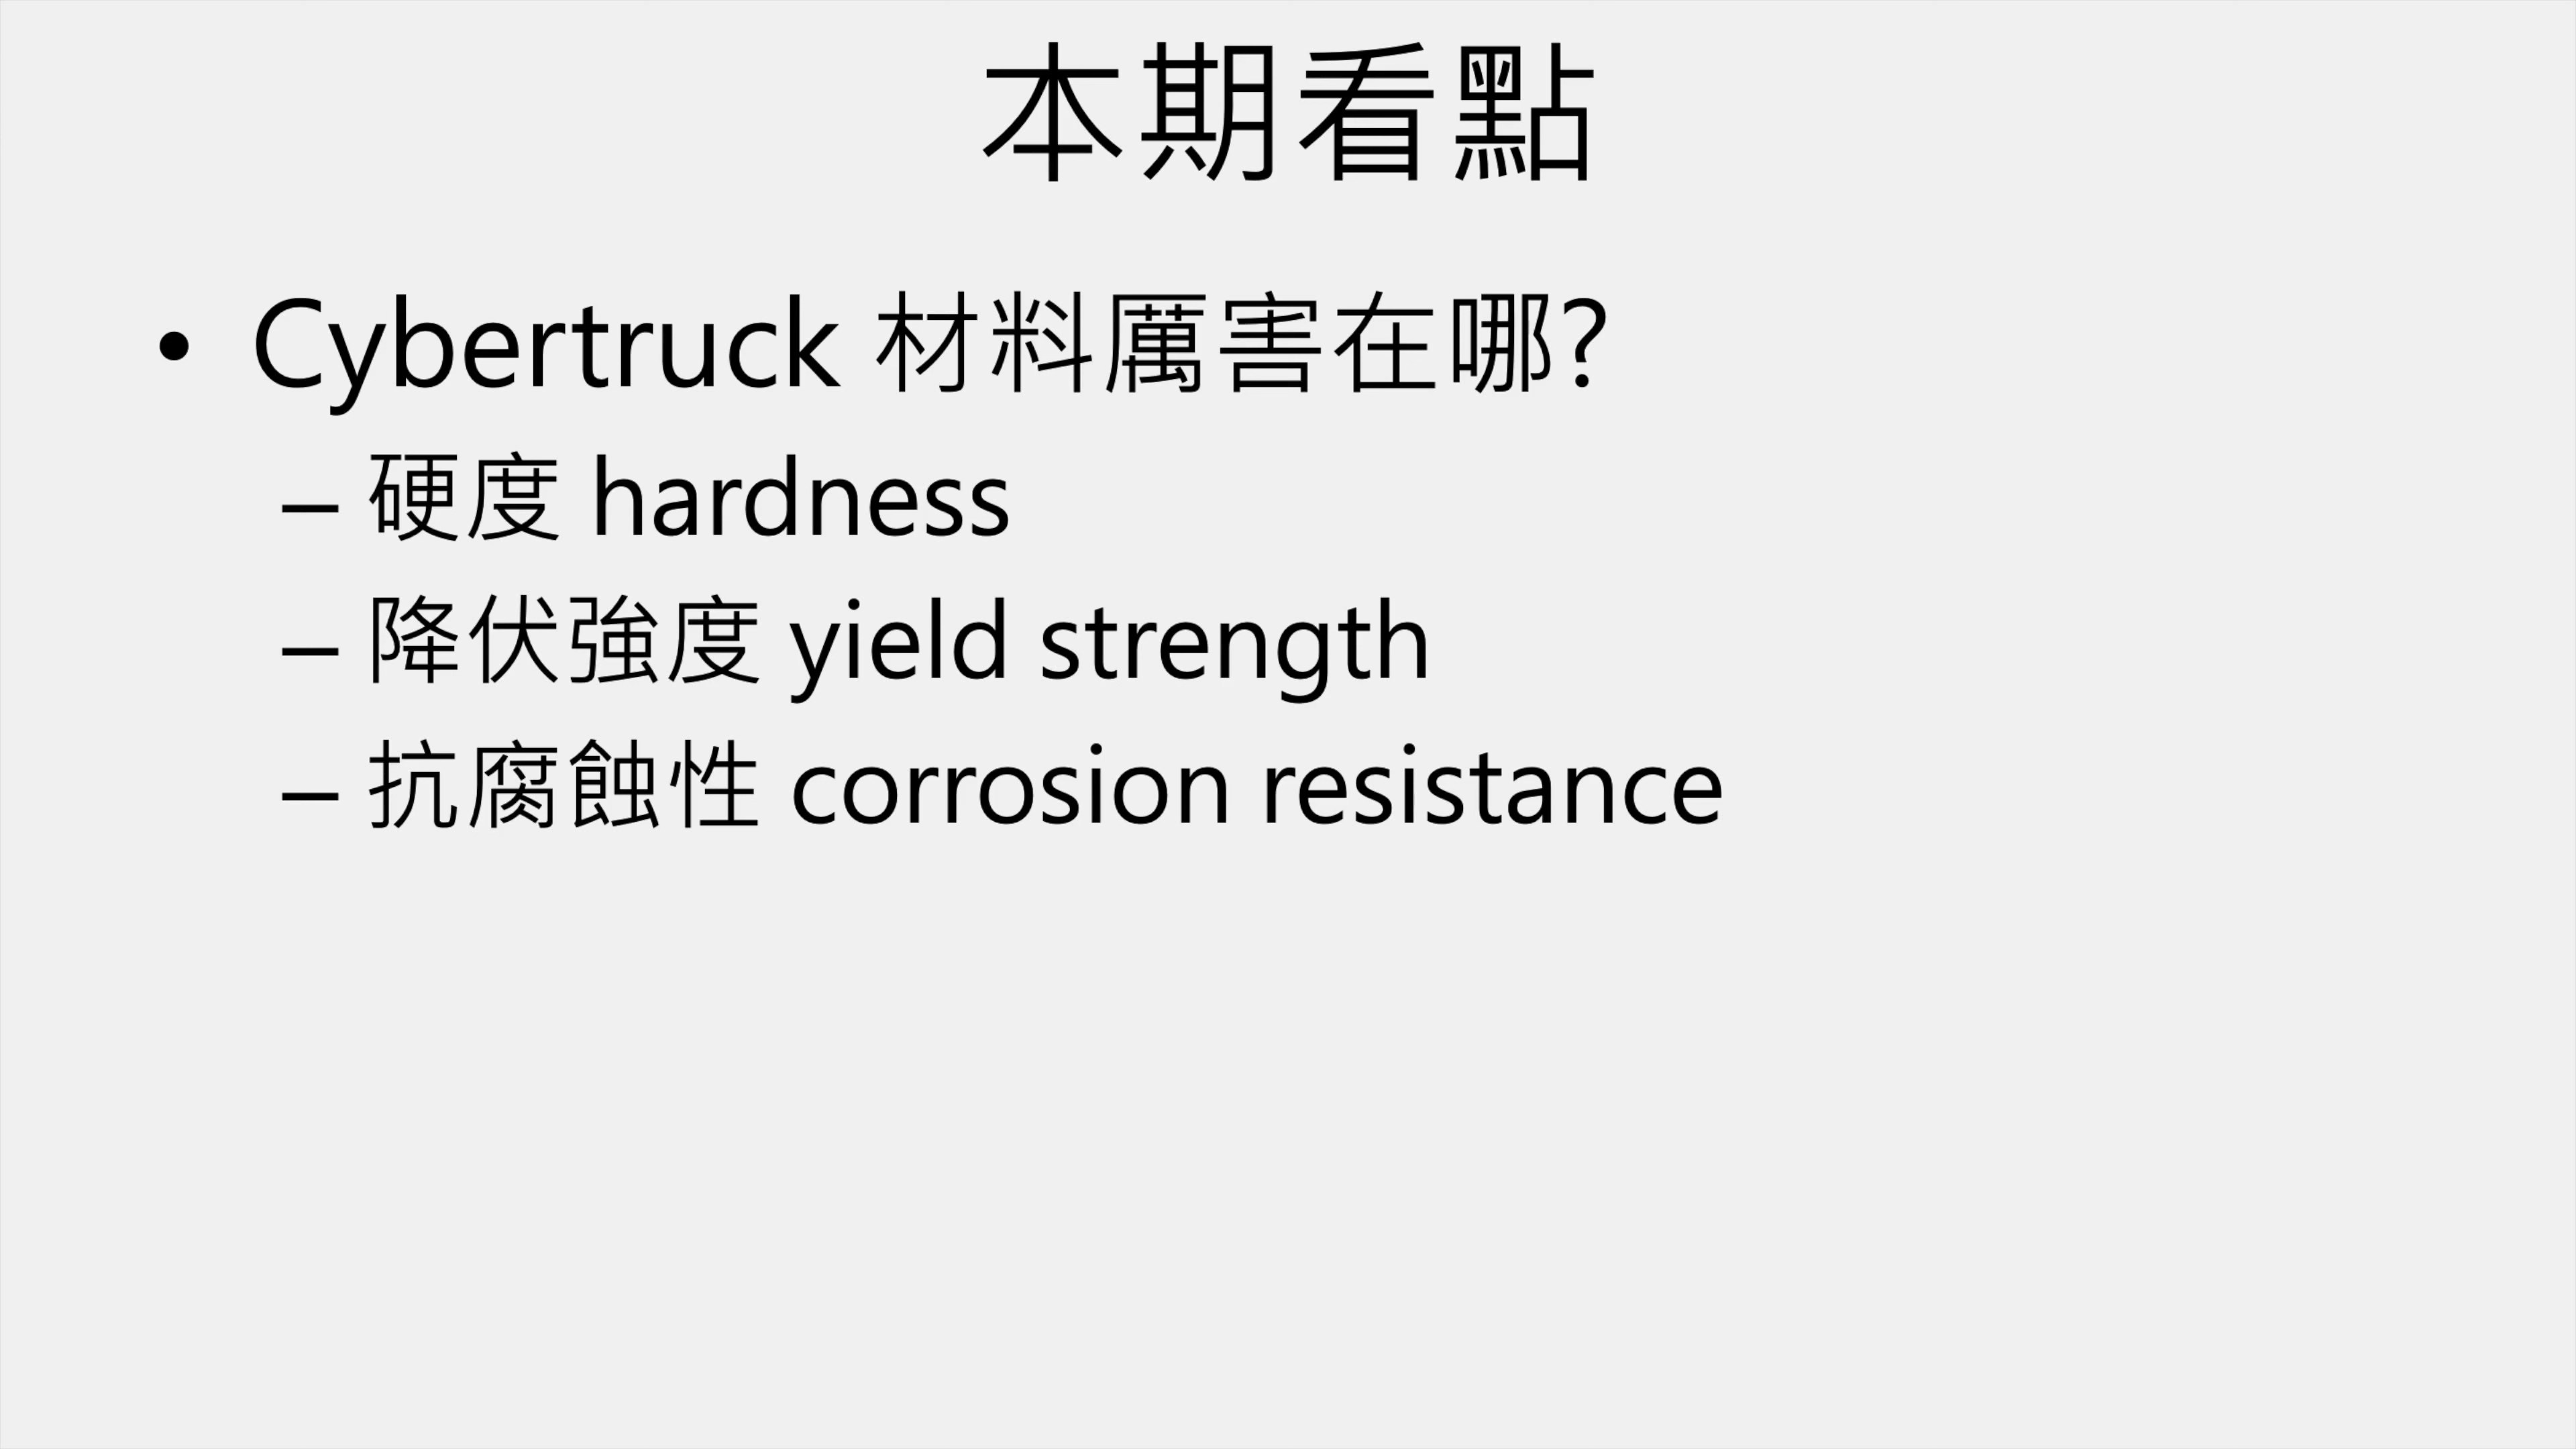 本期看點
• Cybertruck 材料厲害在哪?
– 硬度 hardness
– 降伏強度 yield strength
– 抗腐蝕性 corrosion resistance